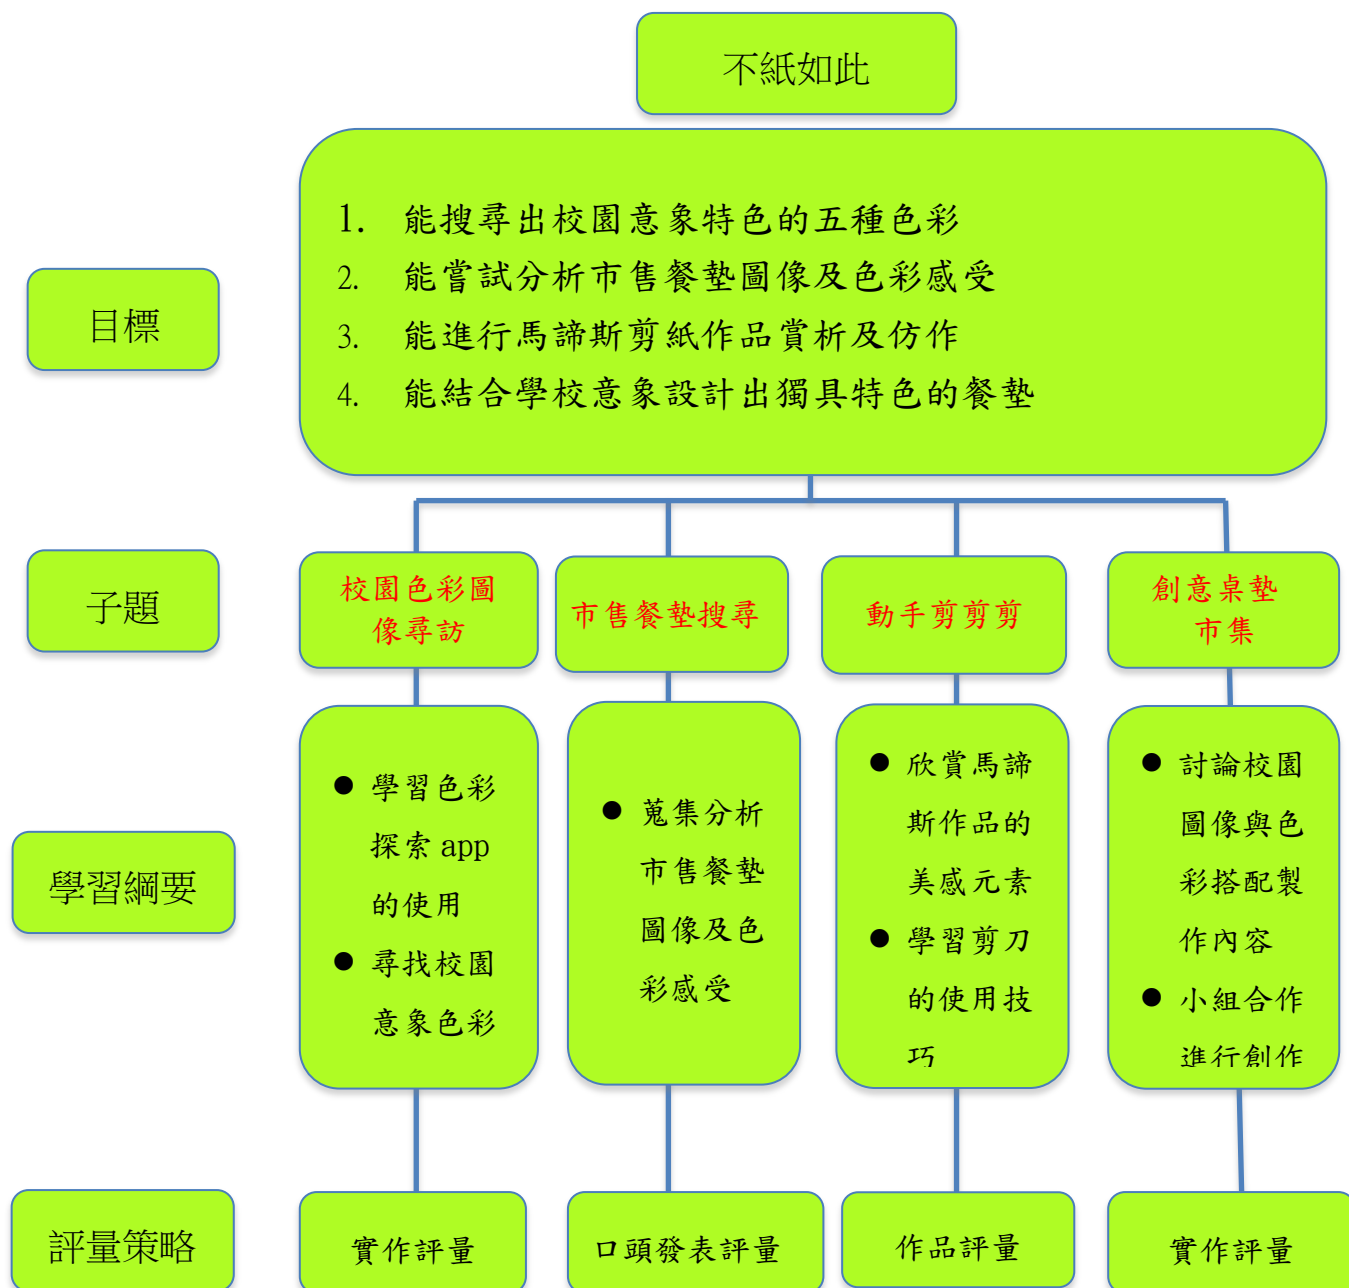 不紙如此
目標
1. 能搜尋出校園意象特色的五種色彩
2. 能嘗試分析市售餐墊圖像及色彩感受
3. 能進行馬諦斯剪紙作品賞析及仿作
4. 能結合學校意象設計出獨具特色的餐墊
子題
校園色彩圖
像尋訪
市售餐墊搜尋
動手剪剪剪
創意桌墊
市集
學習綱要
● 學習色彩
探索 app
的使用
● 尋找校園
意象色彩
● 蒐集分析
市售餐墊
圖像及色
彩感受
● 欣賞馬諦
斯作品的
美感元素
● 學習剪刀
的使用技
巧
● 討論校園
圖像與色
彩搭配製
作內容
● 小組合作
進行創作
評量策略
實作評量
口頭發表評量
作品評量
實作評量